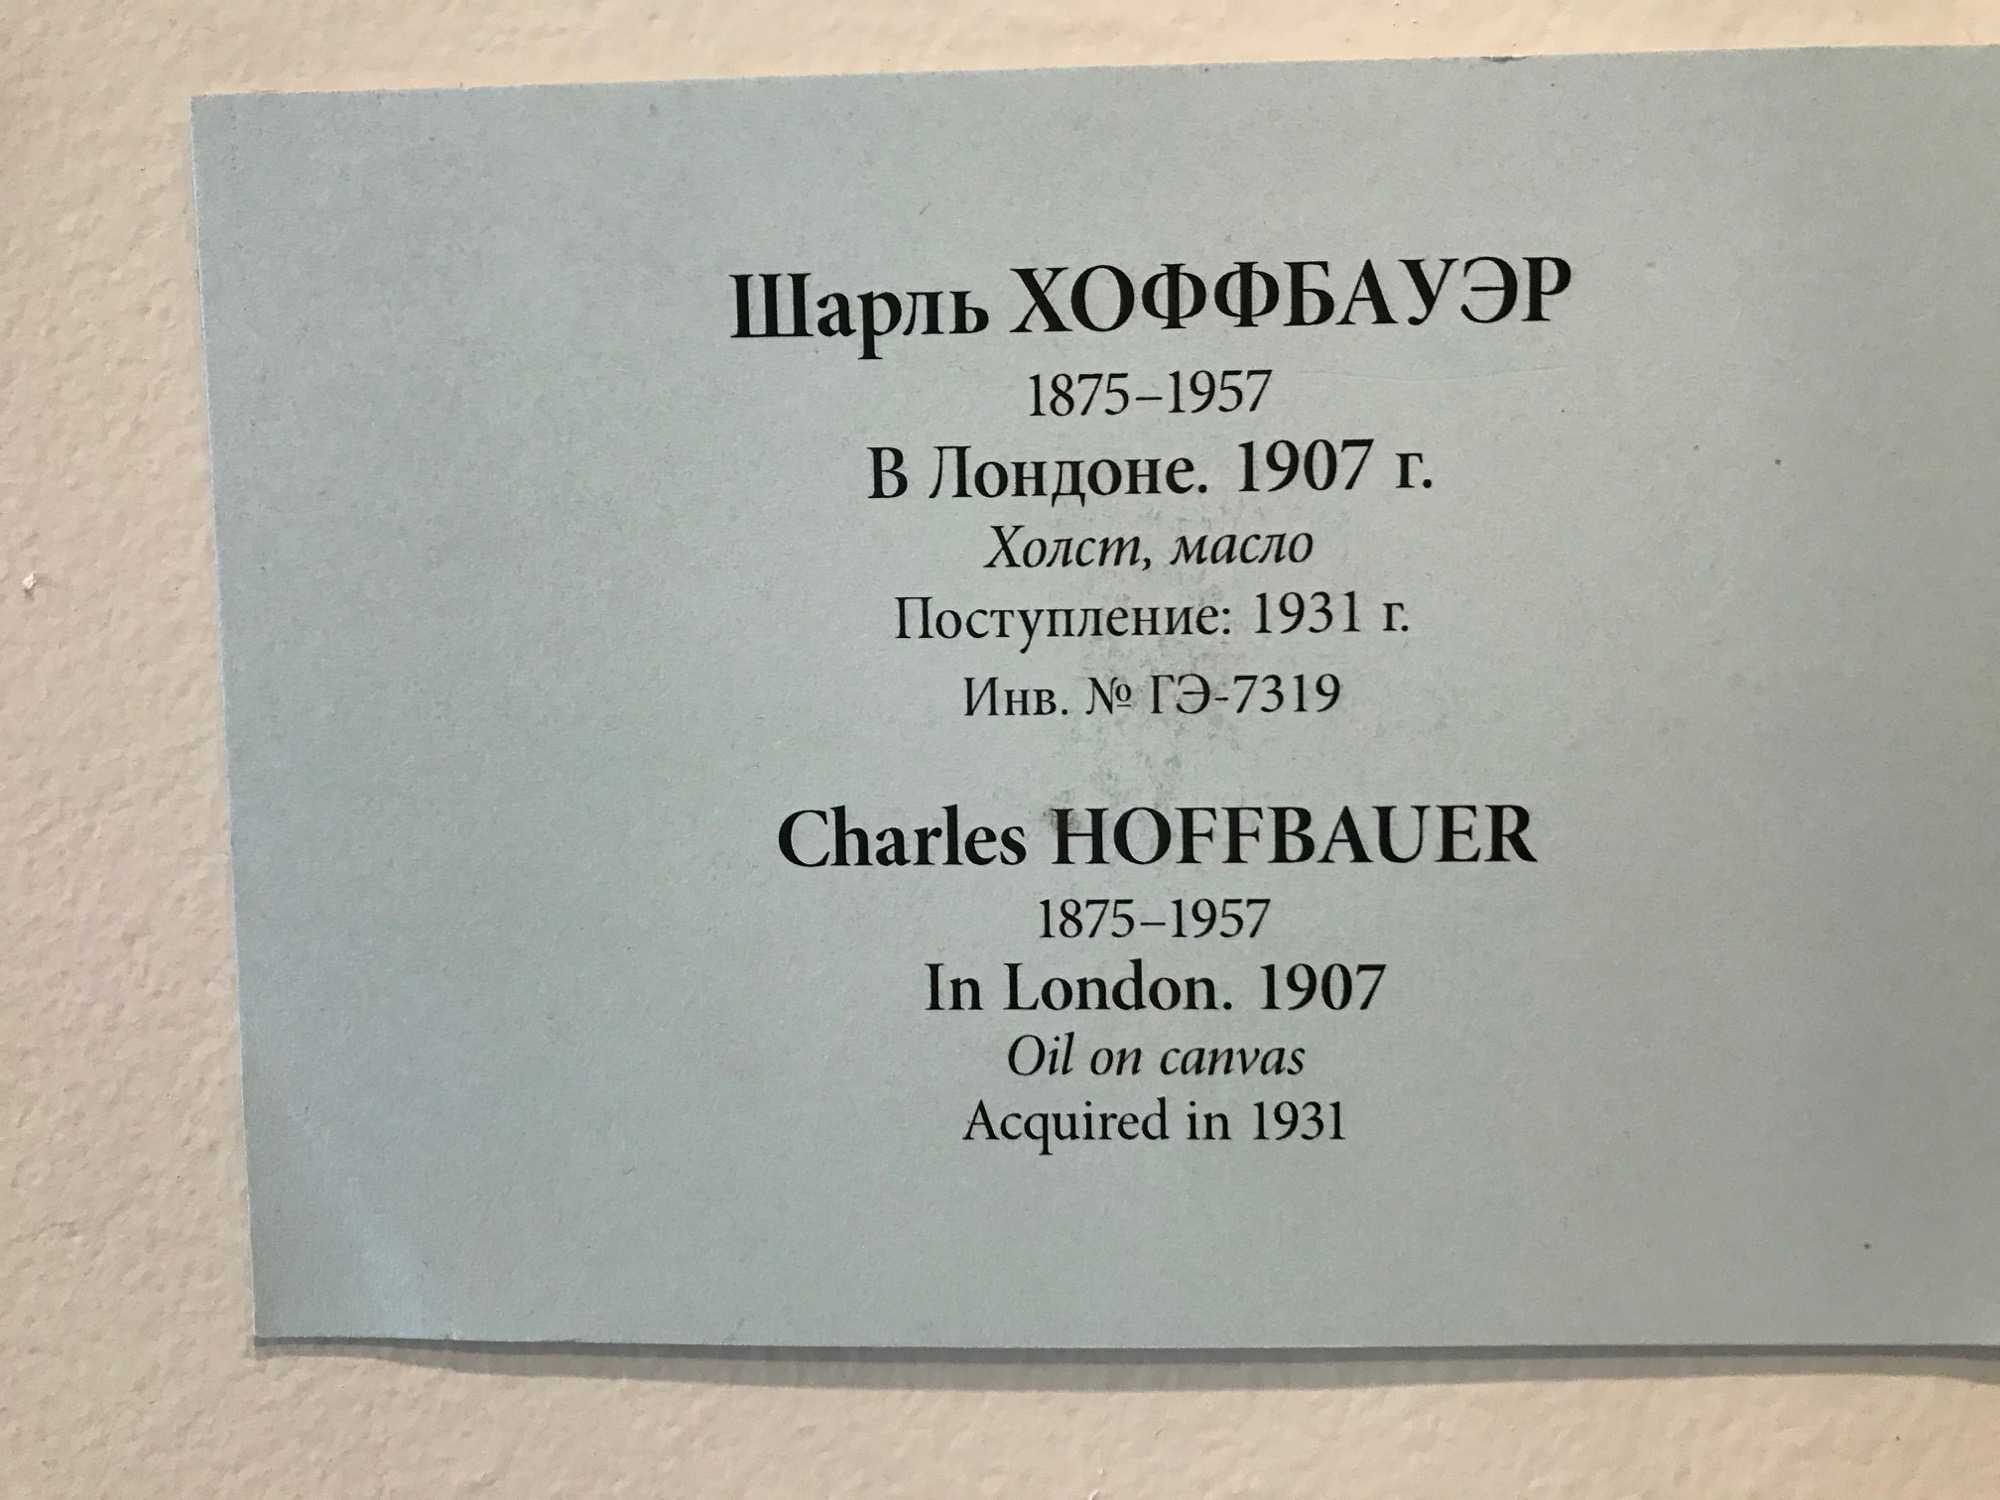 Шарль ХОФФБАУЭР
1875–1957
В Лондоне. 1907 г.
Холст, масло
Поступление: 1931 г.
Инв. № ГЭ-7319
Charles HOFFBAUER
1875–1957
In London. 1907
Oil on canvas
Acquired in 1931